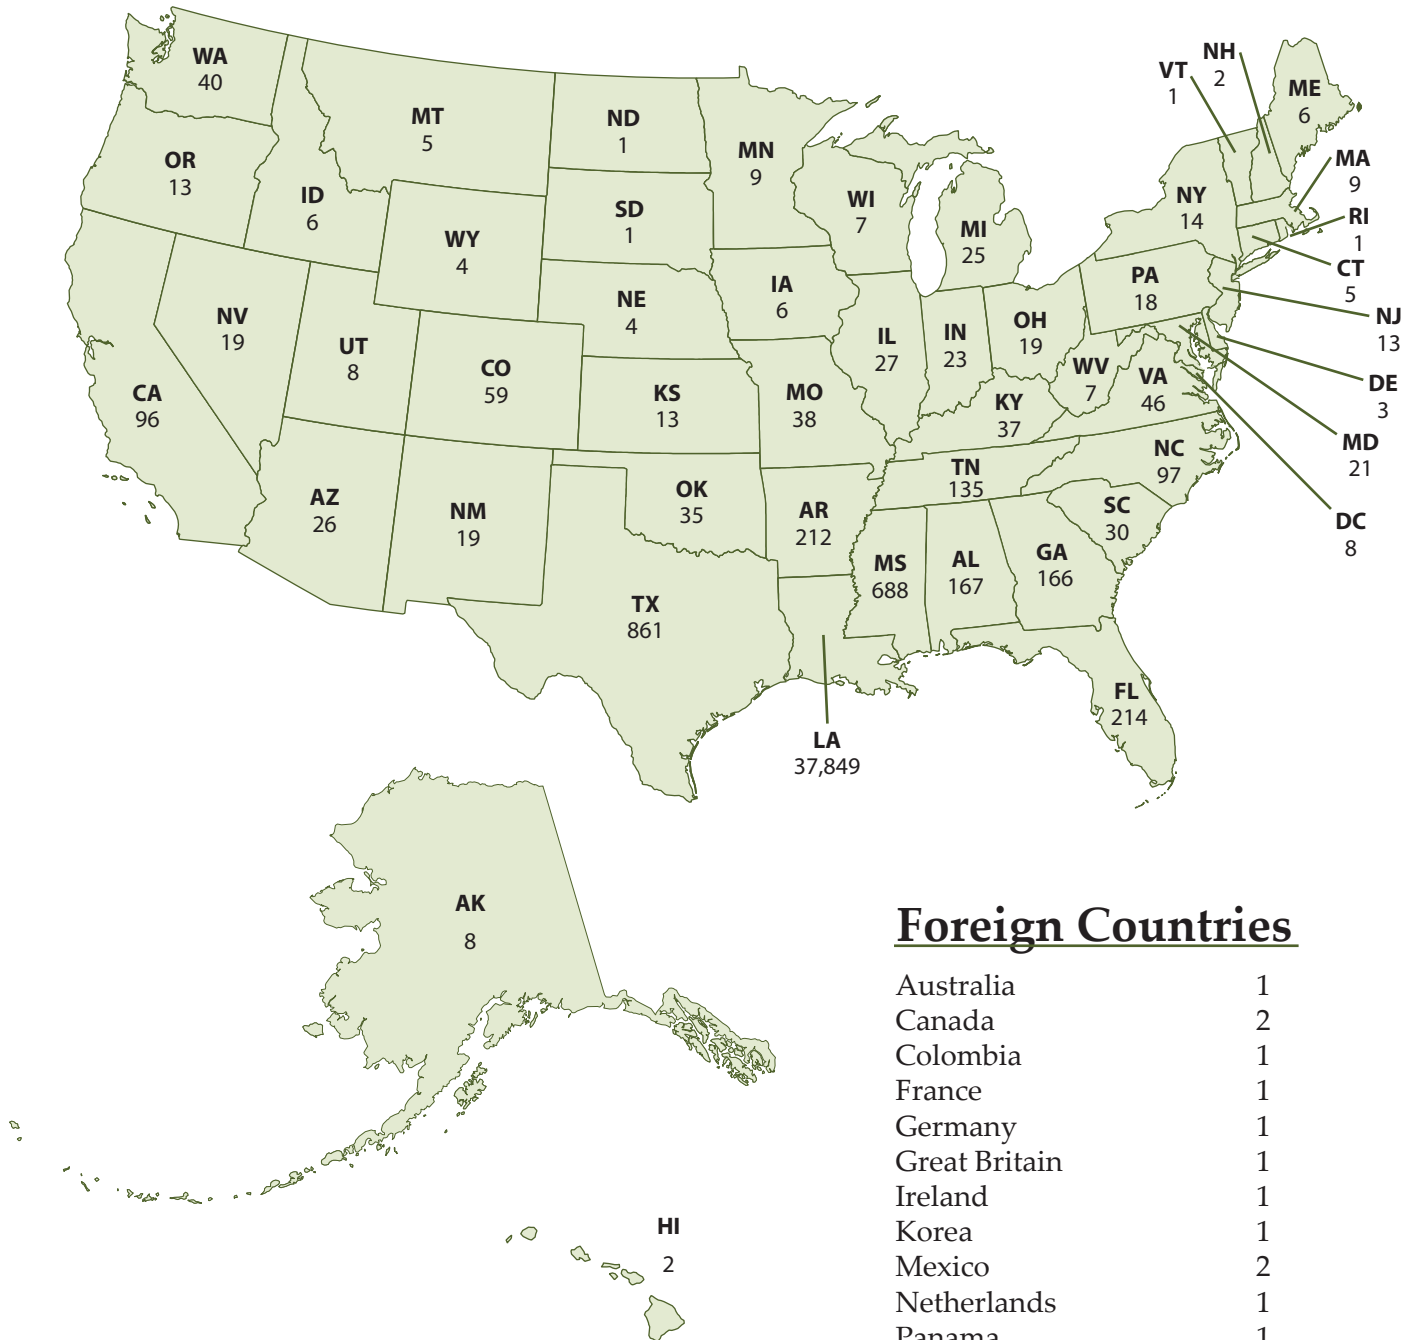 WA
40
OR
13
CA
96
ID
6
NV
19
MT
5
WY
4
UT
8
CO
59
AZ
26
NM
19
ND
1
SD
1
NE
4
KS
13
OK
35
TX
861
MN
9
IA
6
MO
38
AR
212
LA
37,849
WI
7
IL
27
MI
25
IN
23
OH
19
KY
37
TN
135
MS
688
AL
167
GA
166
FL
214
SC
30
NC
97
VA
46
WV
7
PA
18
NY
14
VT
1
NH
2
ME
6
MA
9
RI
1
CT
5
NJ
13
DE
3
MD
21
DC
8
AK
8
HI
2
Foreign Countries
Australia 1
Canada 2
Colombia 1
France 1
Germany 1
Great Britain 1
Ireland 1
Korea 1
Mexico 2
Netherlands 1
Panama 1